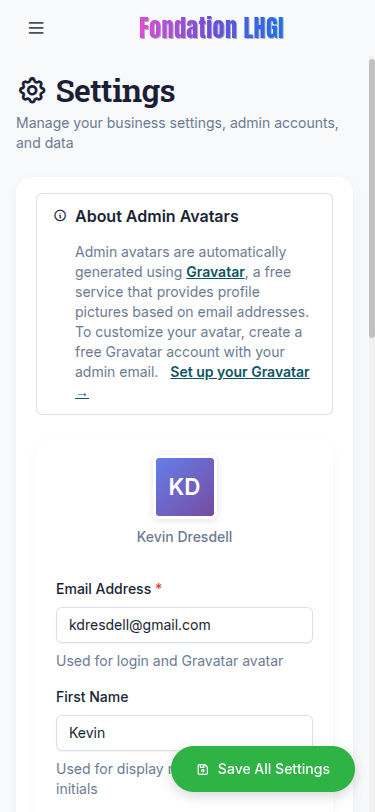 Fondation LHGI
Settings
Manage your business settings, admin accounts,
and data
About Admin Avatars
Admin avatars are automatically
generated using Gravatar, a free
service that provides profile
pictures based on email addresses.
To customize your avatar, create a
free Gravatar account with your
admin email. Set up your Gravatar
→
KD
Kevin Dresdell
Email Address *
kdresdell@gmail.com
Used for login and Gravatar avatar
First Name
Kevin
Used for display
initials
Save All Settings